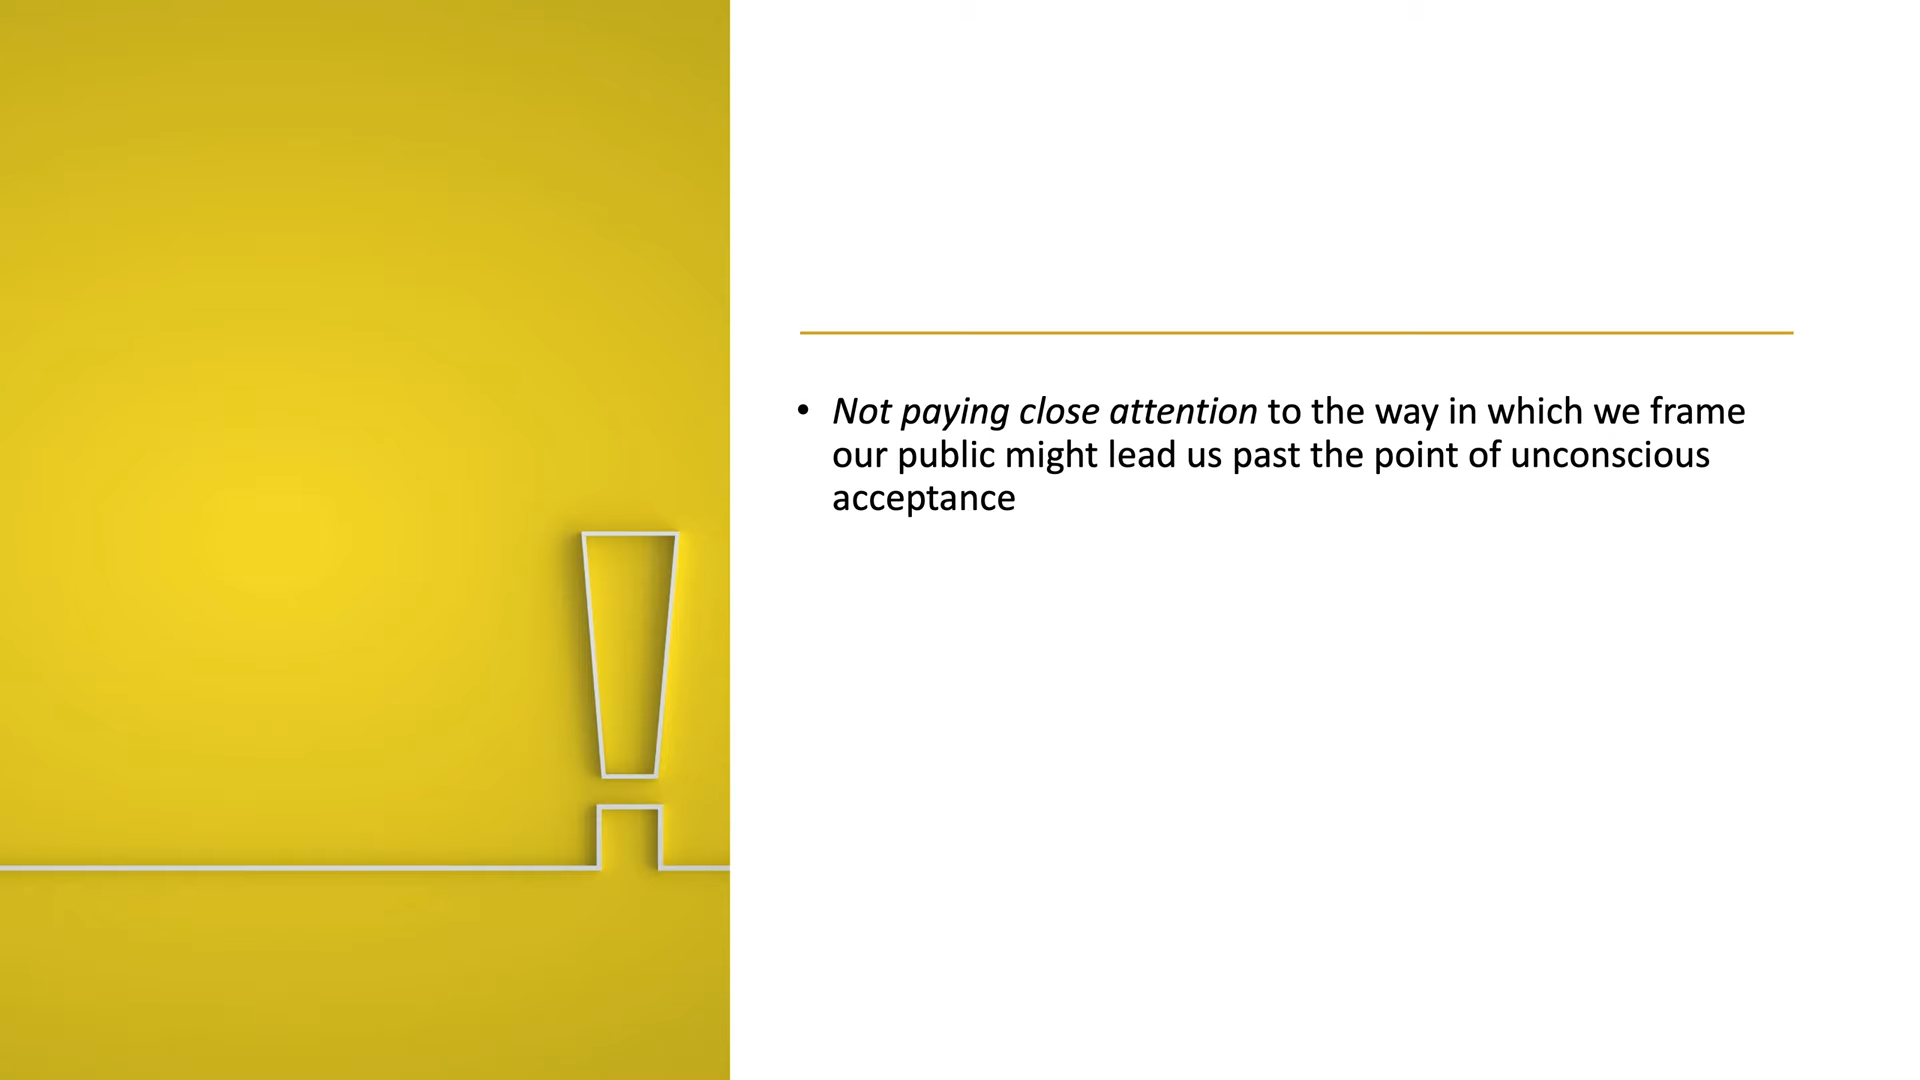 • Not paying close attention to the way in which we frame
our public might lead us past the point of unconscious
acceptance